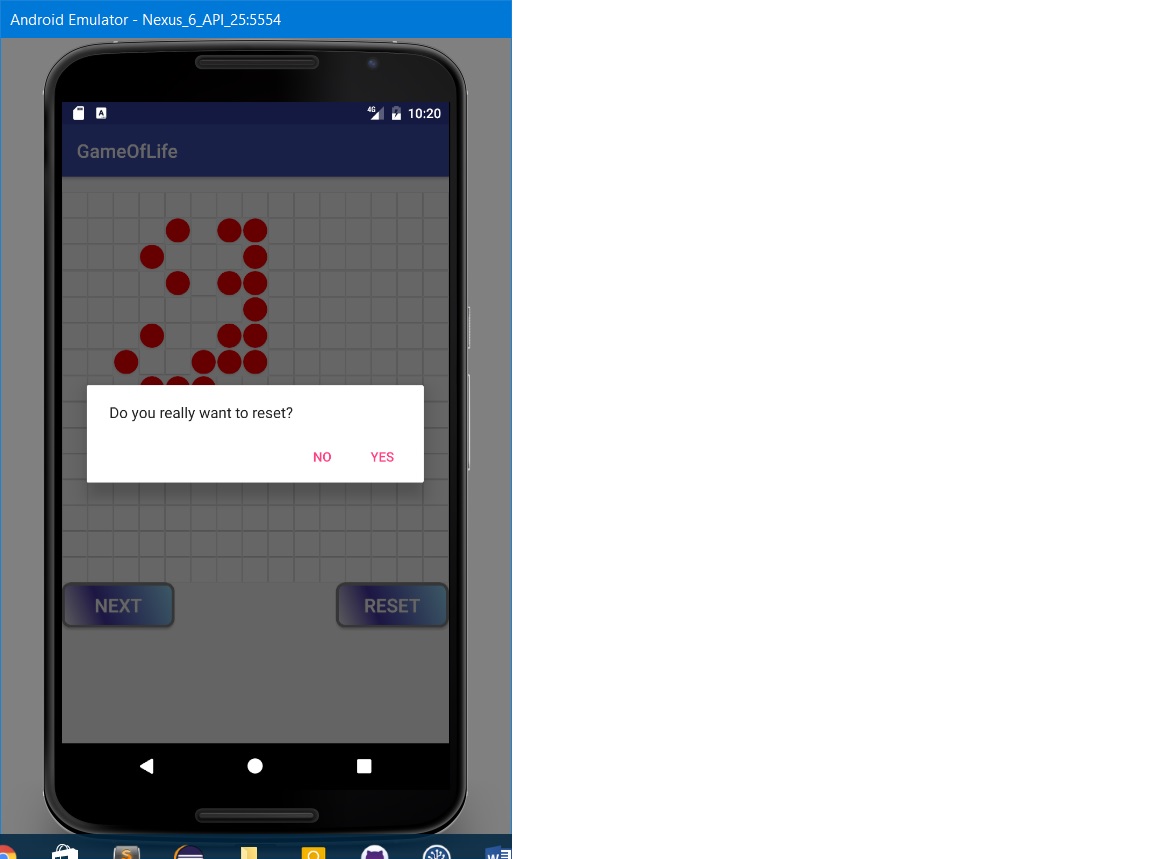 Android Emulator - Nexus_6_API_25:5554
4G 10:20
A
GameOfLife
Do you really want to reset?
NO YES
NEXT RESET
S
W